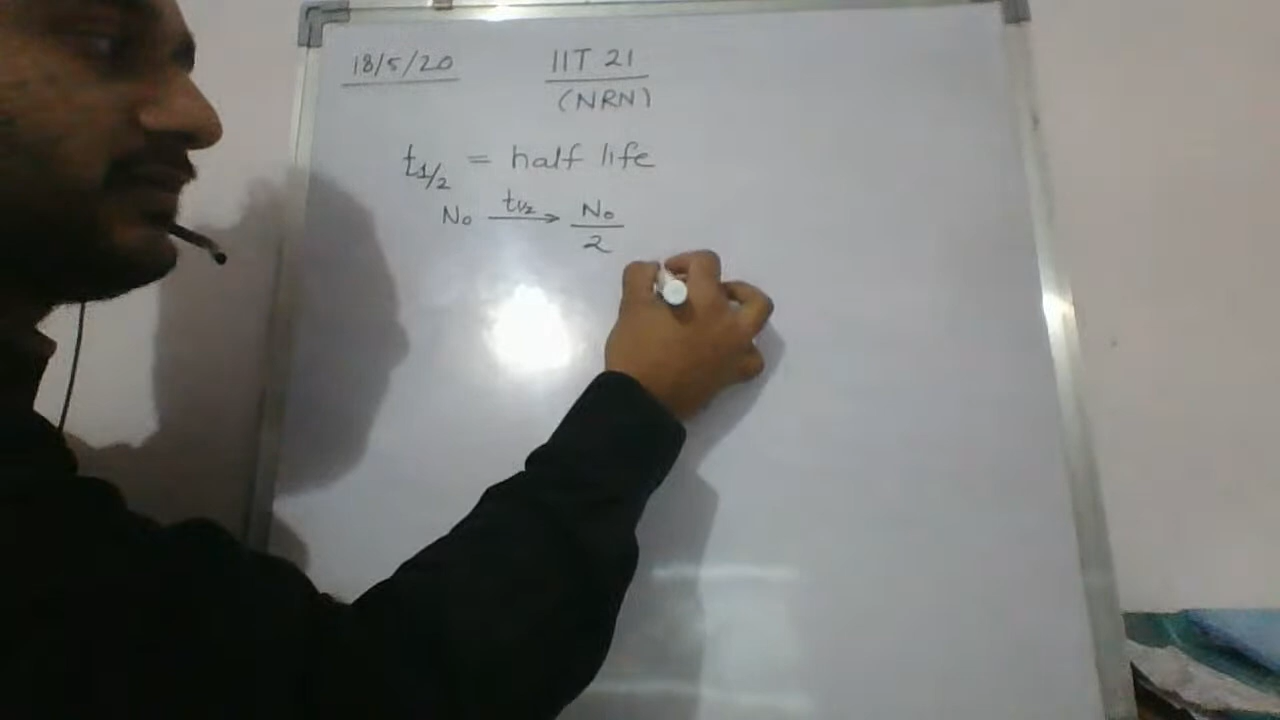 18/5/20
IIT 21
(NRN)
t1/2 = half life
N₀ —t1/2→ N₀/2